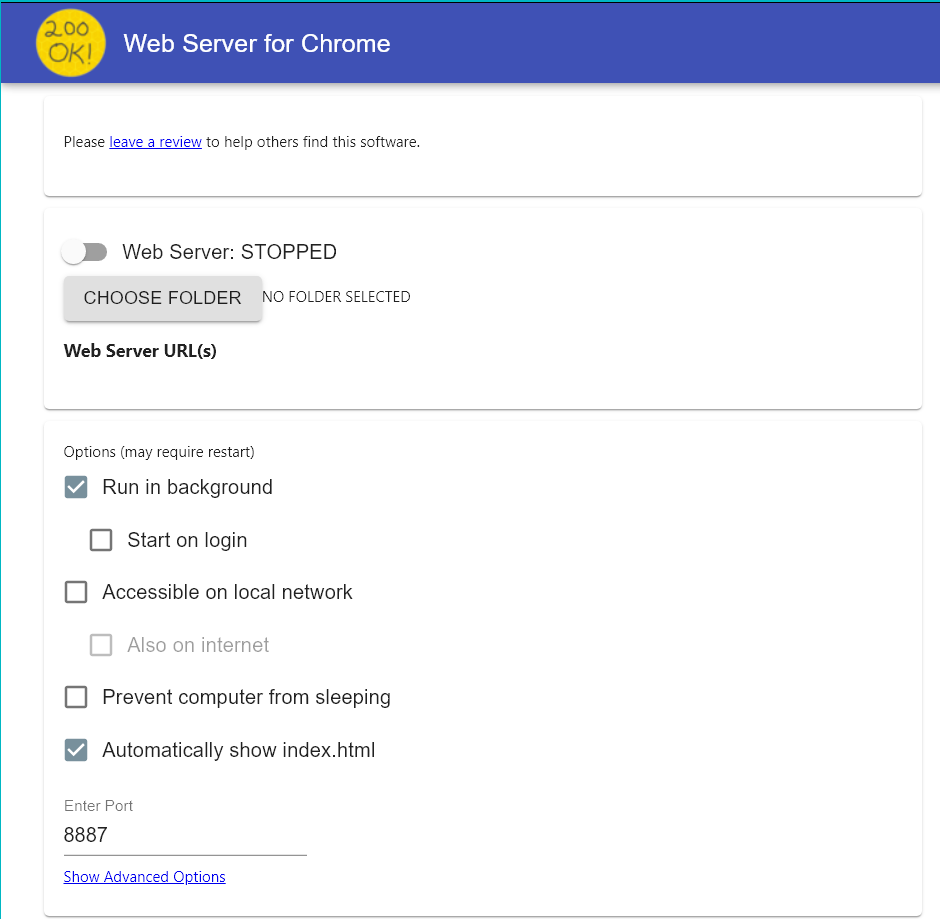 200
OK!
Web Server for Chrome
Please leave a review to help others find this software.
Web Server: STOPPED
CHOOSE FOLDER NO FOLDER SELECTED
Web Server URL(s)
Options (may require restart)
Run in background
Start on login
Accessible on local network
Also on internet
Prevent computer from sleeping
Automatically show index.html
Enter Port
8887
Show Advanced Options